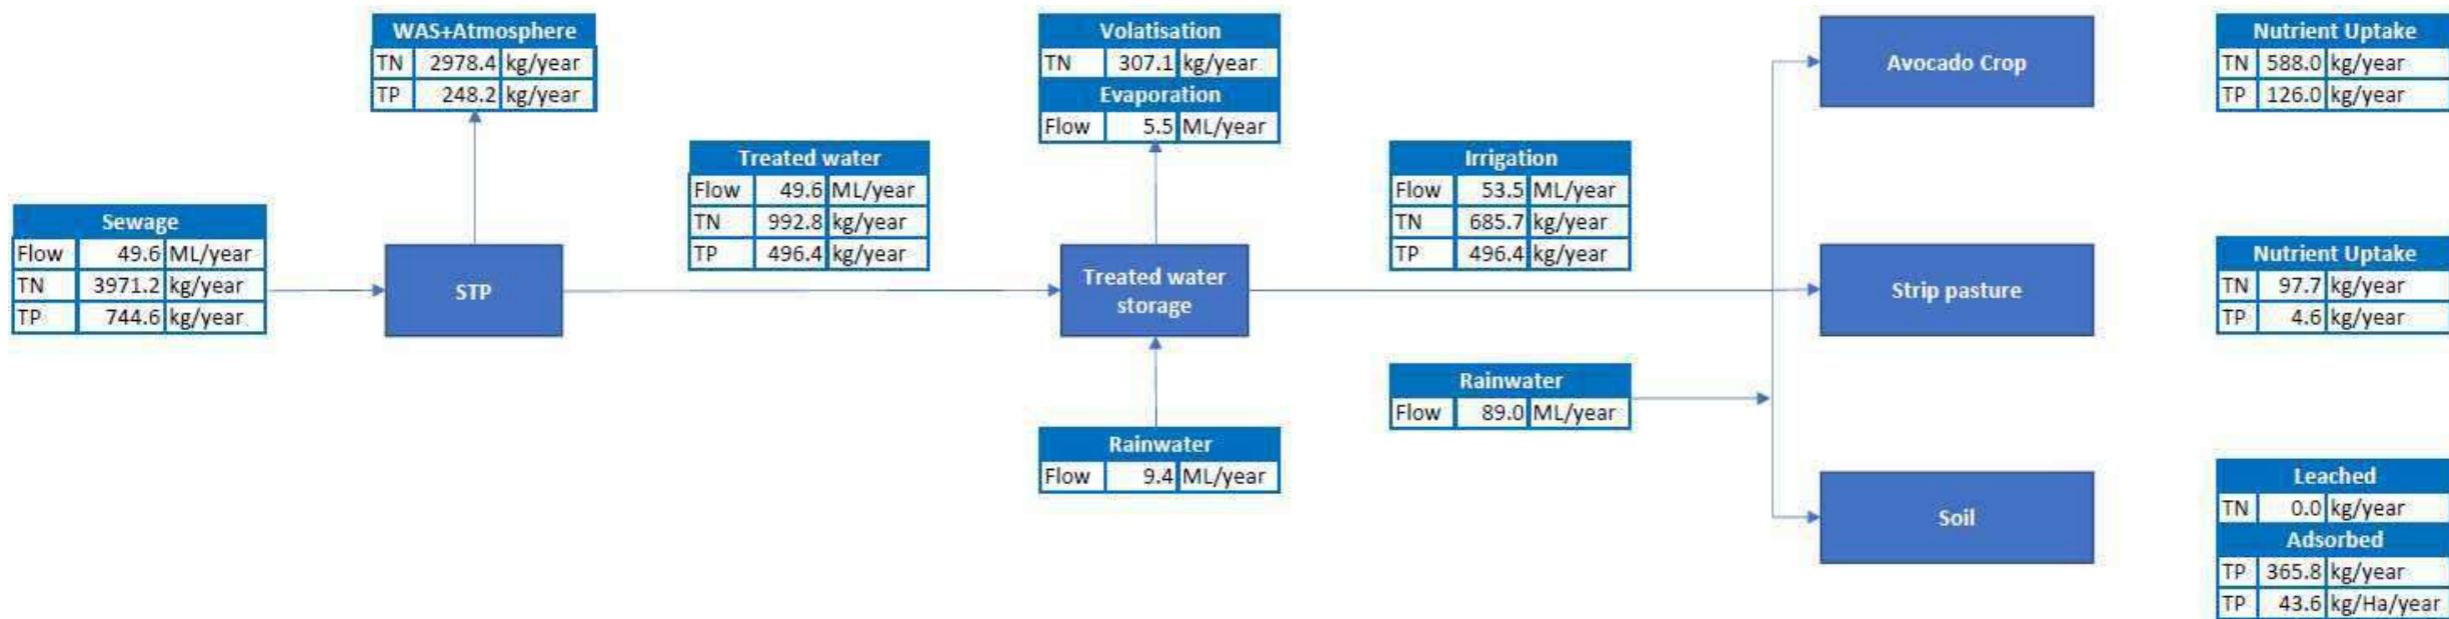 WAS+Atmosphere
TN 2978.4 kg/year
TP 248.2 kg/year
Volatisation
TN 307.1 kg/year
Evaporation
Flow 5.5 ML/year
Avocado Crop
Nutrient Uptake
TN 588.0 kg/year
TP 126.0 kg/year
Treated water
Flow 49.6 ML/year
TN 992.8 kg/year
TP 496.4 kg/year
Irrigation
Flow 53.5 ML/year
TN 685.7 kg/year
TP 496.4 kg/year
Sewage
Flow 49.6 ML/year
TN 3971.2 kg/year
TP 744.6 kg/year
STP
Treated water
storage
Strip pasture
Nutrient Uptake
TN 97.7 kg/year
TP 4.6 kg/year
Rainwater
Flow 89.0 ML/year
Rainwater
Flow 9.4 ML/year
Soil
Leached
TN 0.0 kg/year
Adsorbed
TP 365.8 kg/year
TP 43.6 kg/Ha/year